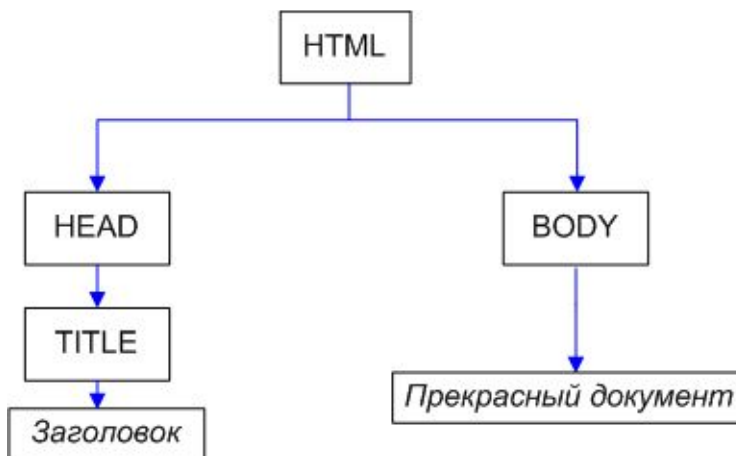 HTML
HEAD
BODY
TITLE
Прекрасный документ
Заголовок